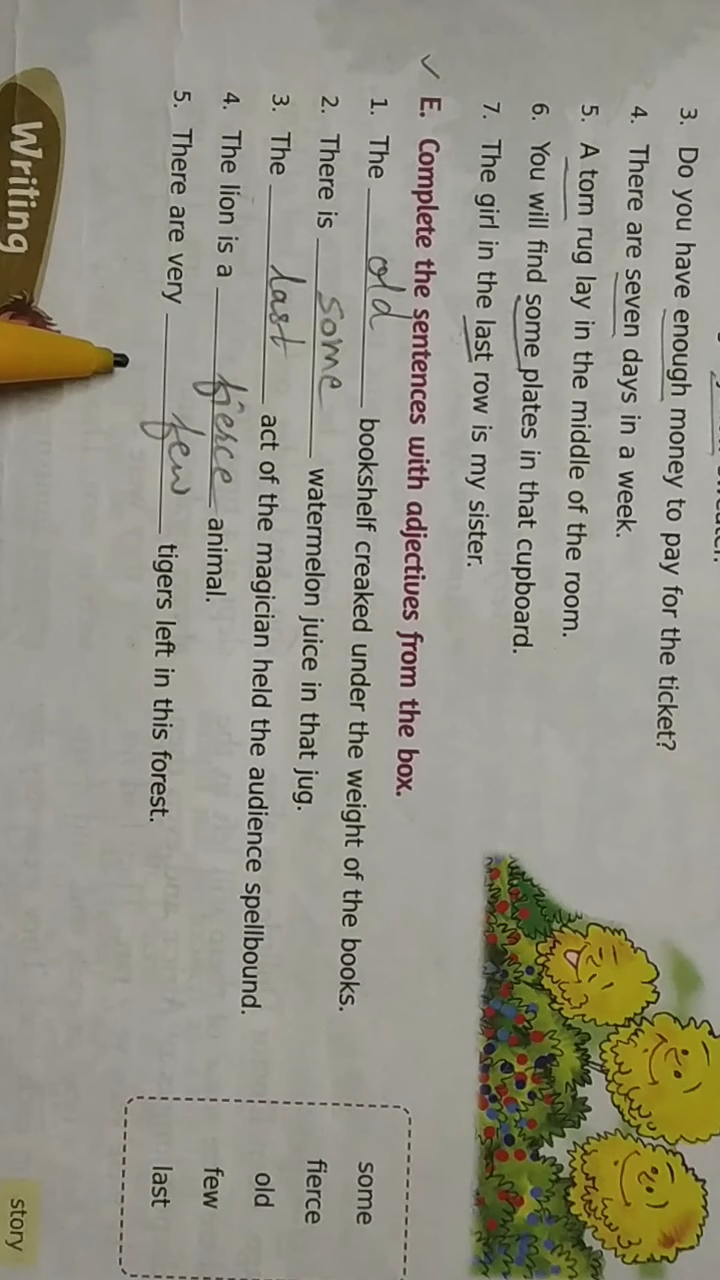 3. Do you have enough money to pay for the ticket?
4. There are seven days in a week.
5. A torn rug lay in the middle of the room.
6. You will find some plates in that cupboard.
7. The girl in the last row is my sister.
E. Complete the sentences with adjectives from the box.
1. The old bookshelf creaked under the weight of the books.
2. There is some watermelon juice in that jug.
3. The last act of the magician held the audience spellbound.
4. The lion is a fierce animal.
5. There are very few tigers left in this forest.
some
fierce
old
few
last
Writing
story